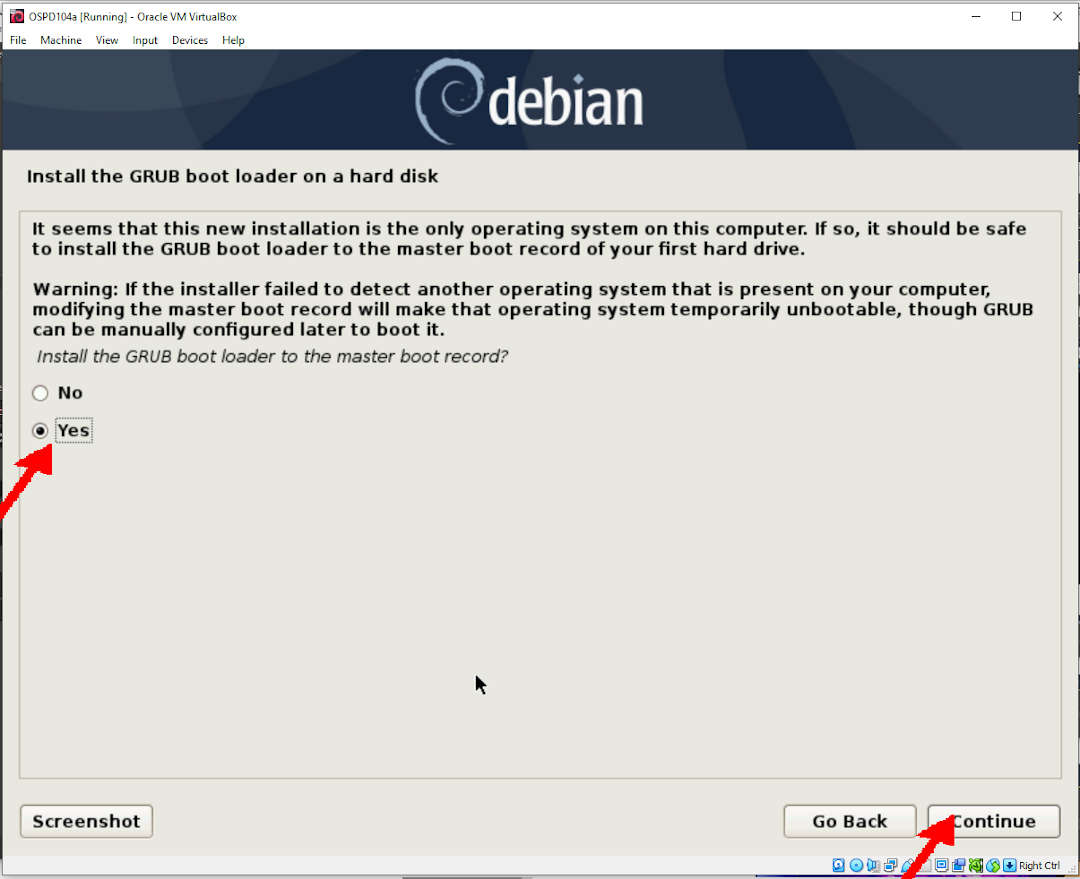 OSPD104a [Running] - Oracle VM VirtualBox
File Machine View Input Devices Help
debian
Install the GRUB boot loader on a hard disk
It seems that this new installation is the only operating system on this computer. If so, it should be safe
to install the GRUB boot loader to the master boot record of your first hard drive.
Warning: If the installer failed to detect another operating system that is present on your computer,
modifying the master boot record will make that operating system temporarily unbootable, though GRUB
can be manually configured later to boot it.
Install the GRUB boot loader to the master boot record?
No
Yes
Screenshot Go Back Continue
Right Ctrl